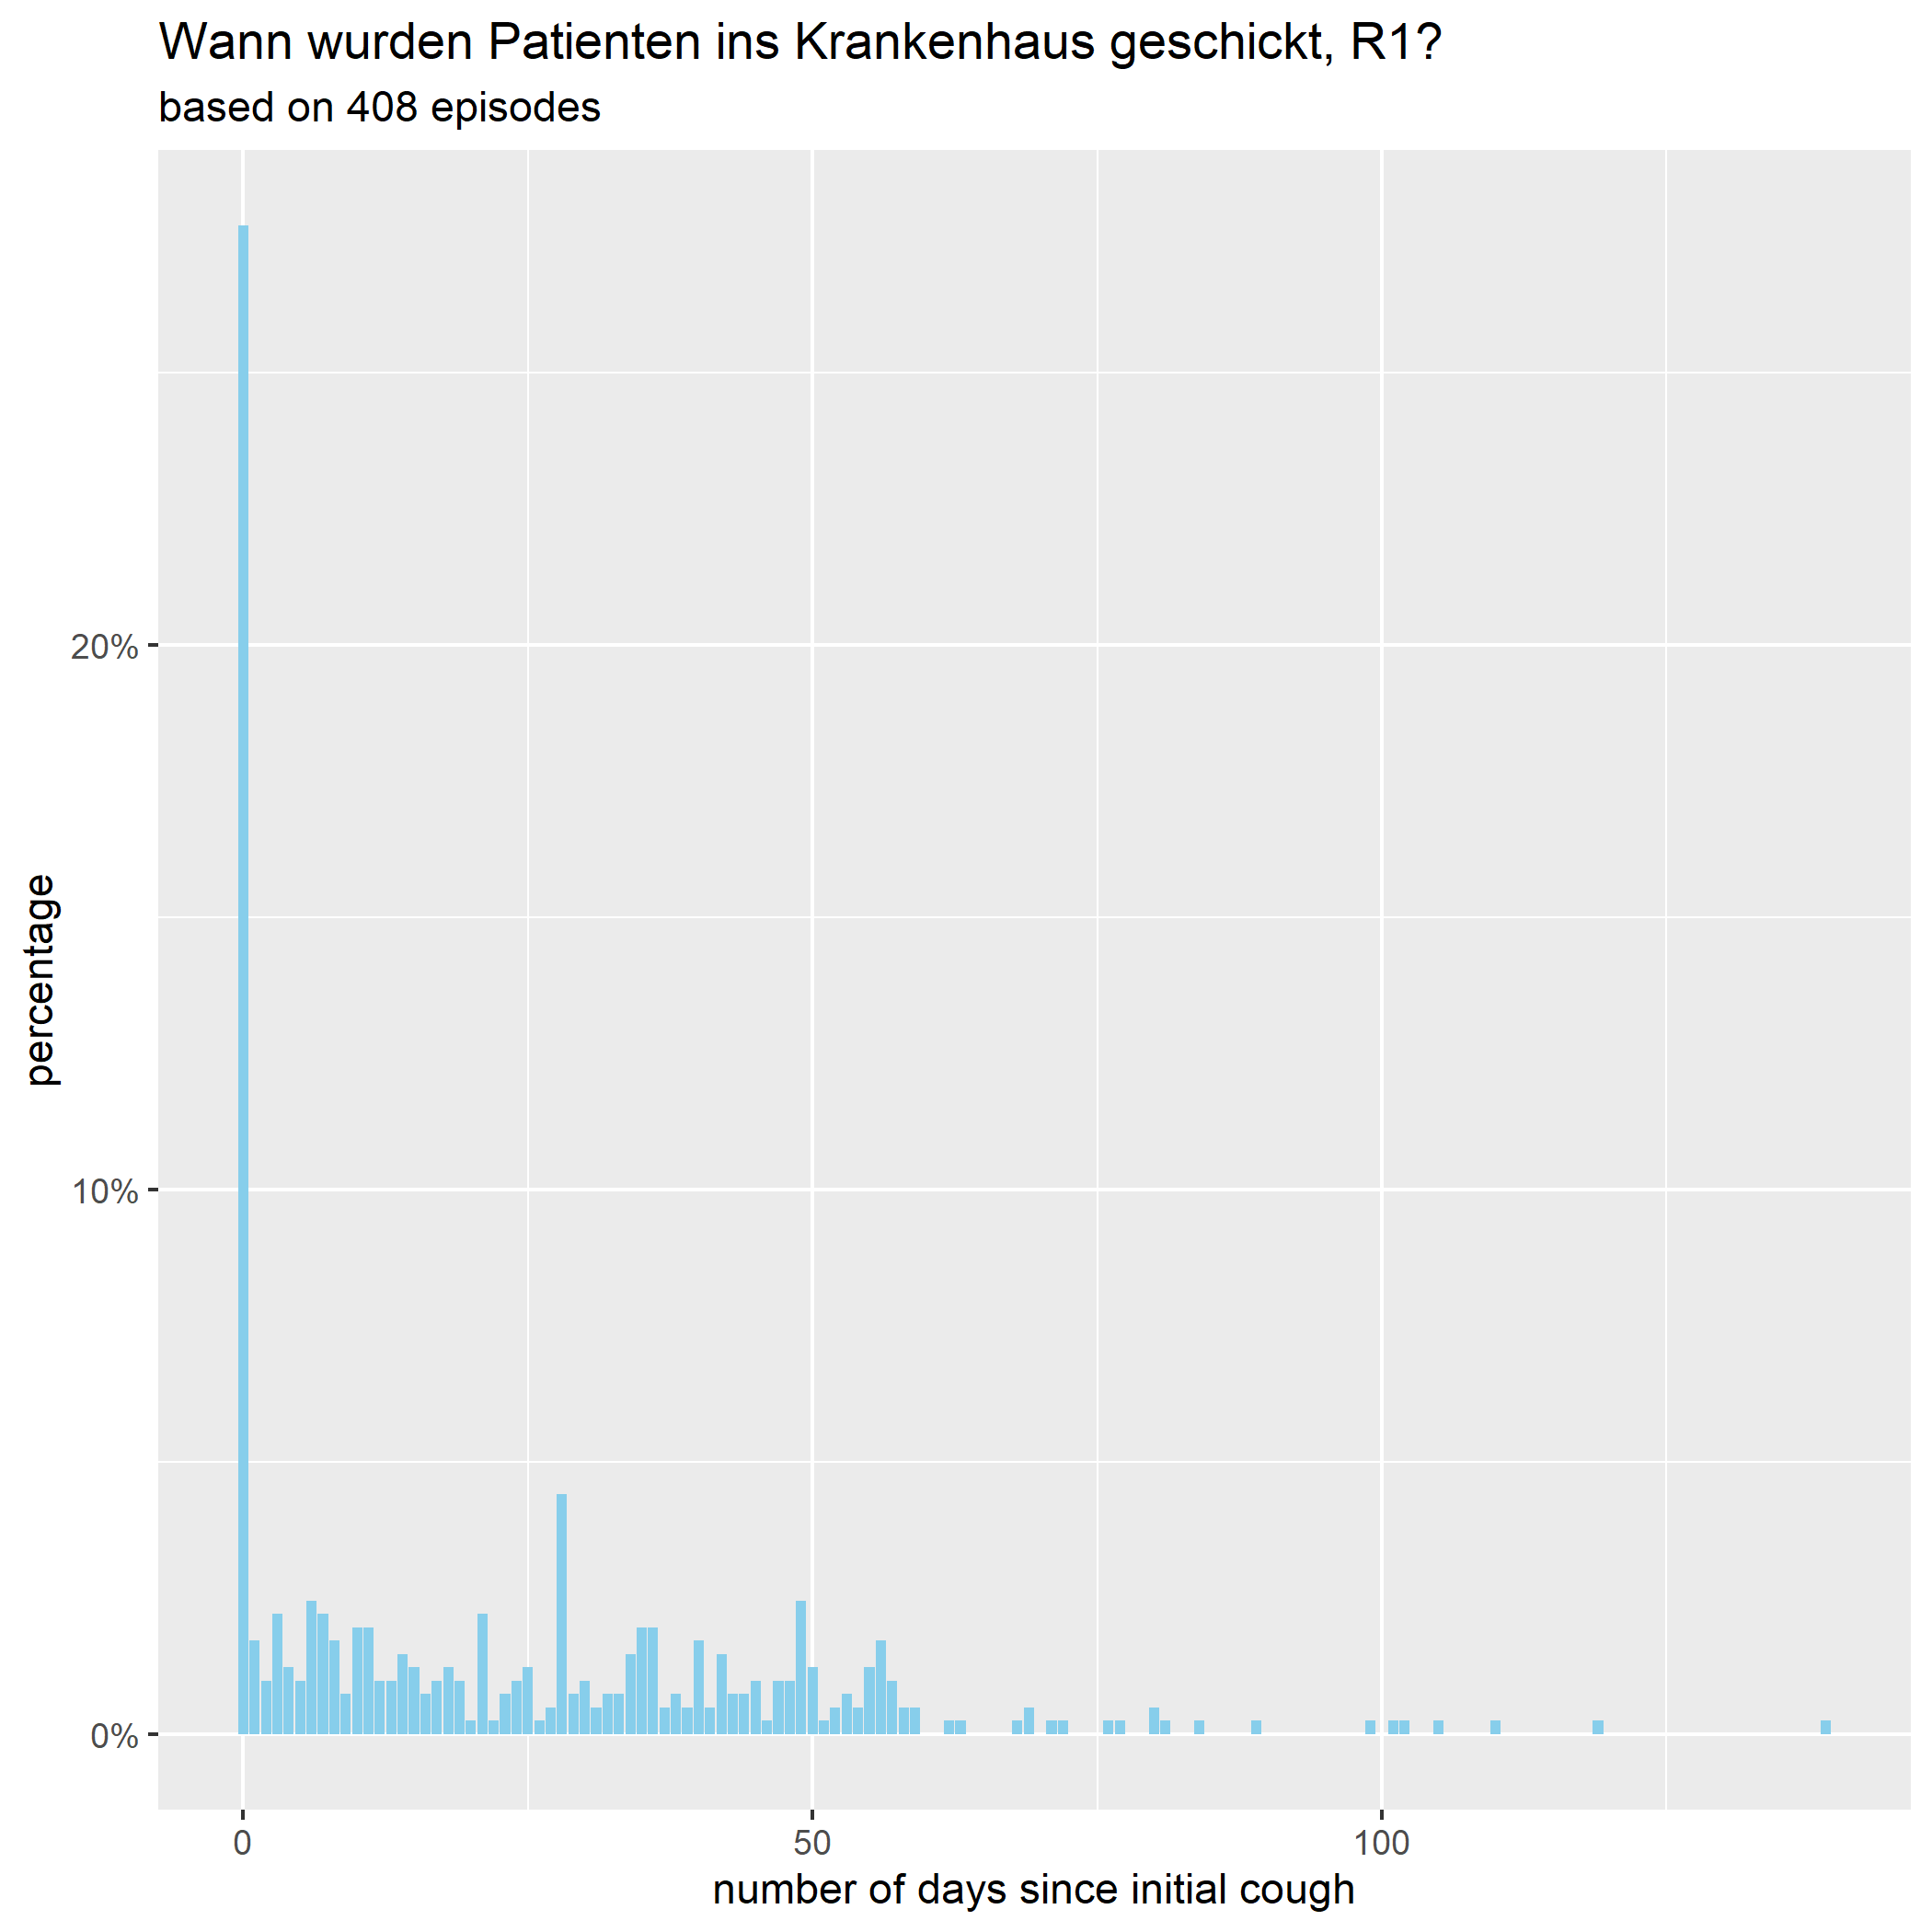 Wann wurden Patienten ins Krankenhaus geschickt, R1?
based on 408 episodes
percentage
20%
10%
0%
0
50
100
number of days since initial cough